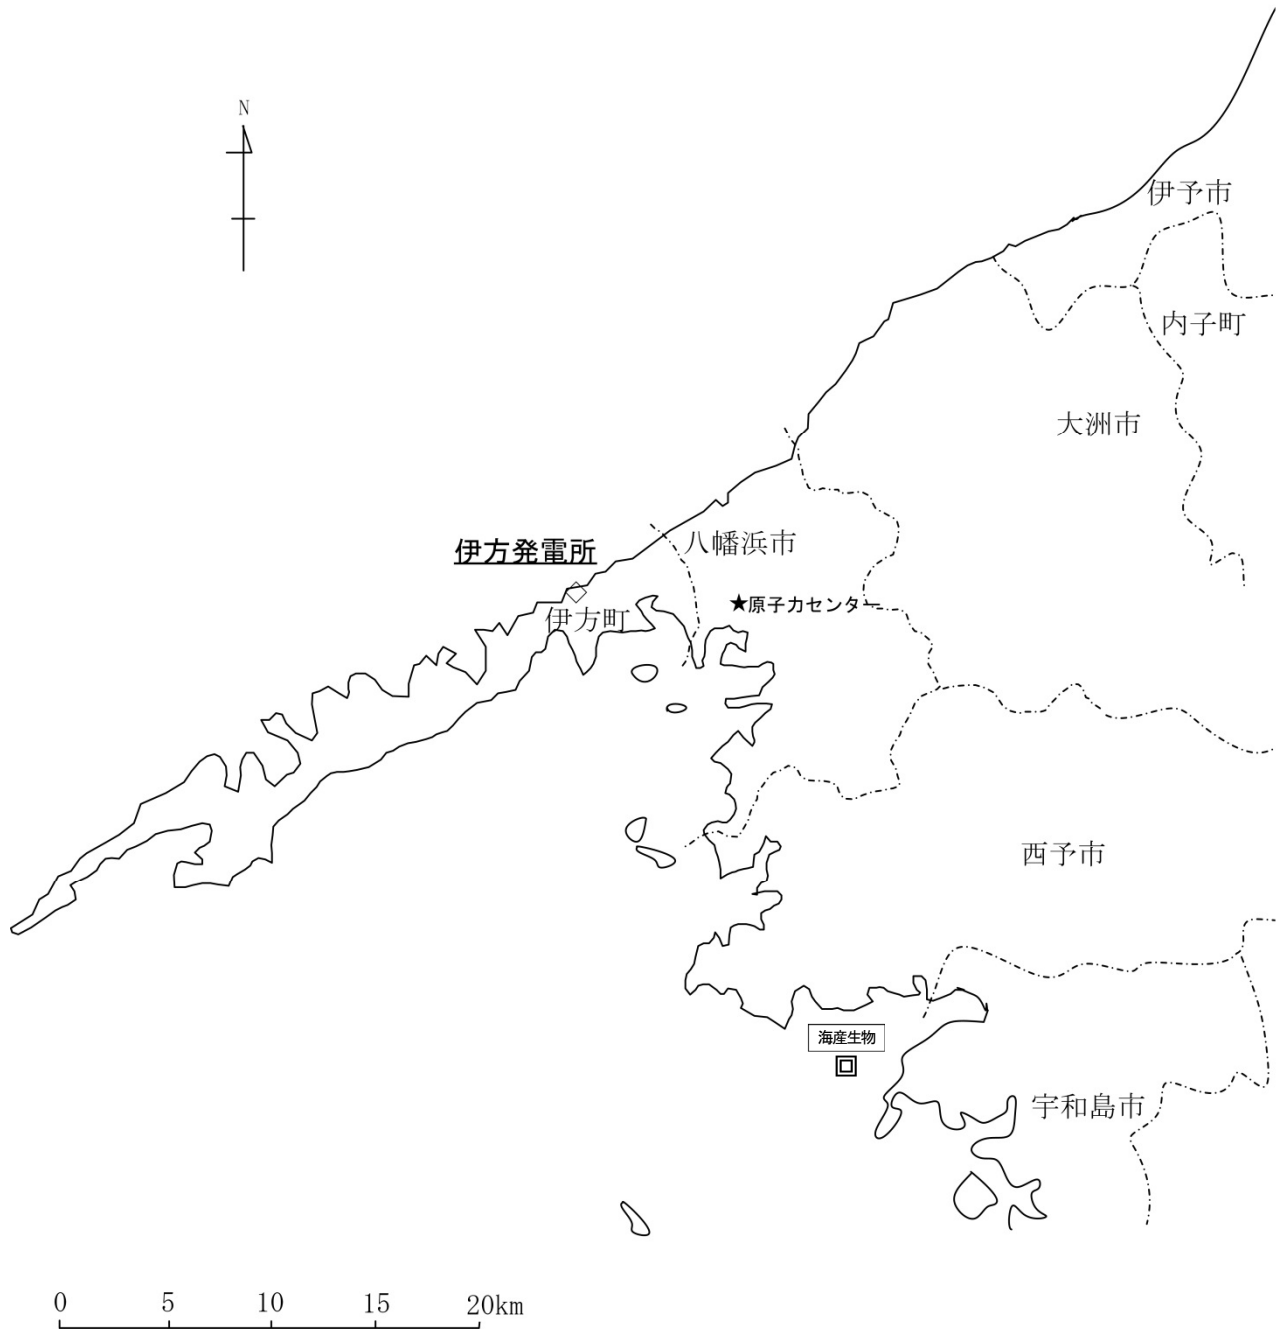 N
伊予市
内子町
大洲市
八幡浜市
伊方発電所
★原子力センター
伊方町
西予市
海産生物
宇和島市
0 5 10 15 20km